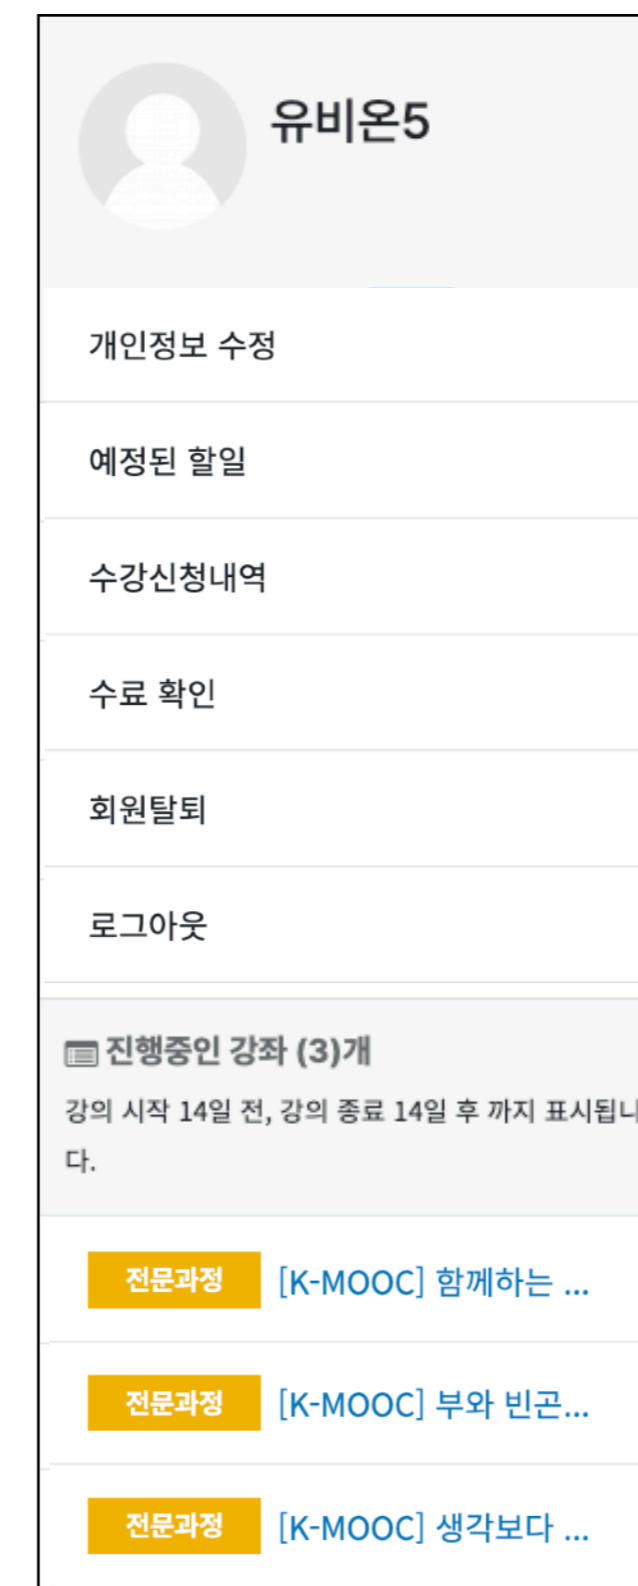 유비온5
개인정보 수정
예정된 할일
수강신청내역
수료 확인
회원탈퇴
로그아웃
진행중인 강좌 (3)개
강의 시작 14일 전, 강의 종료 14일 후 까지 표시됩니
다.
전문과정 [K-MOOC] 함께하는 ...
전문과정 [K-MOOC] 부와 빈곤...
전문과정 [K-MOOC] 생각보다 ...